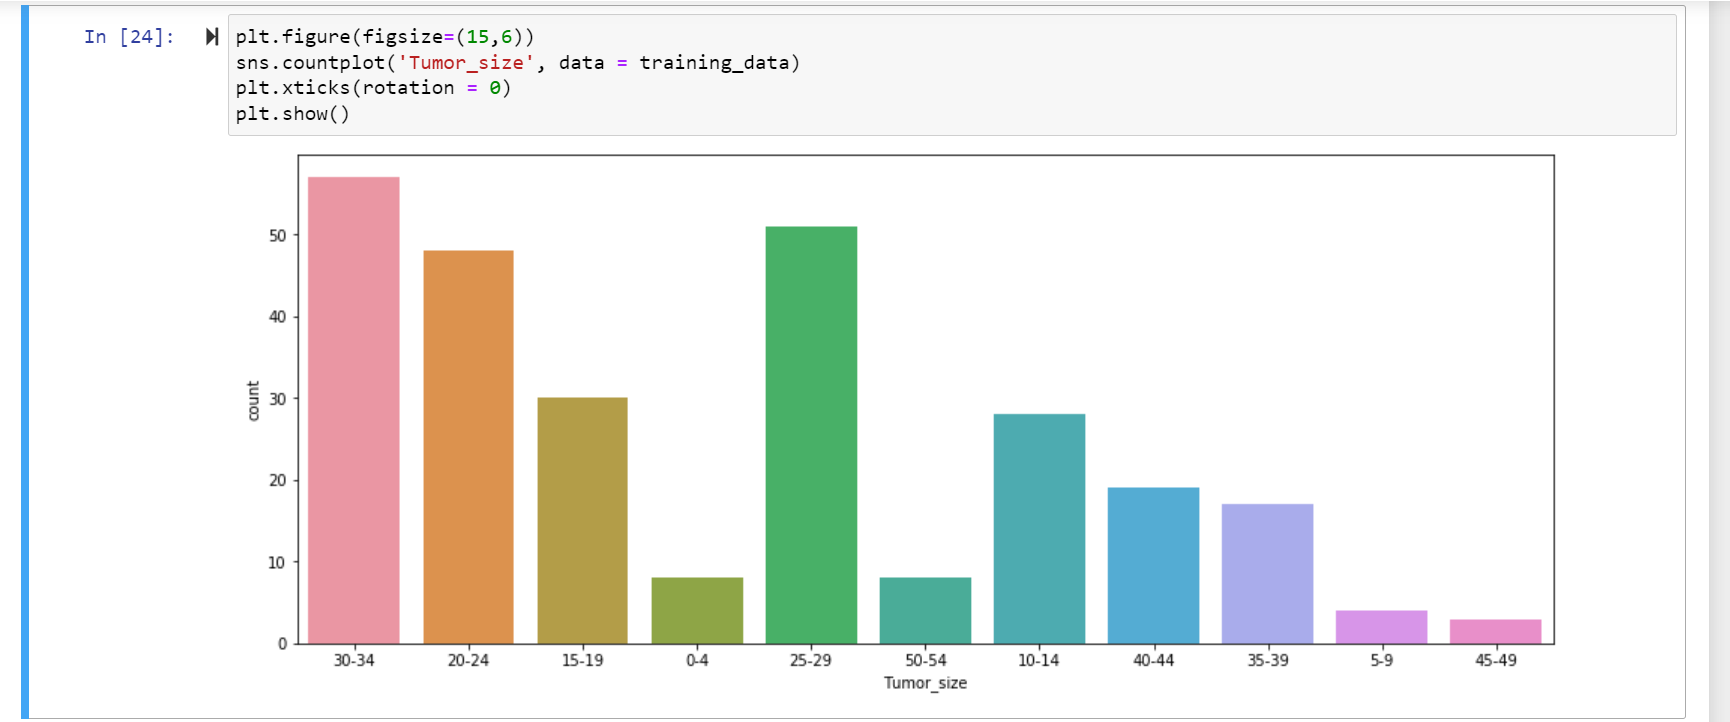 In [24]:
plt.figure(figsize=(15,6))
sns.countplot('Tumor_size', data = training_data)
plt.xticks(rotation = 0)
plt.show()
50
40
30
20
10
0
count
30-34 20-24 15-19 0-4 25-29 50-54 10-14 40-44 35-39 5-9 45-49
Tumor_size